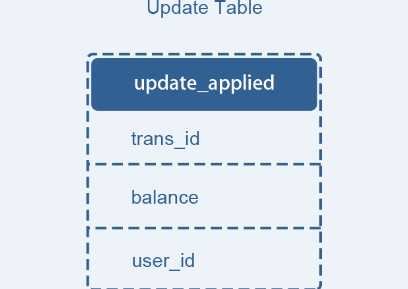 Update Table
update_applied
trans_id
balance
user_id